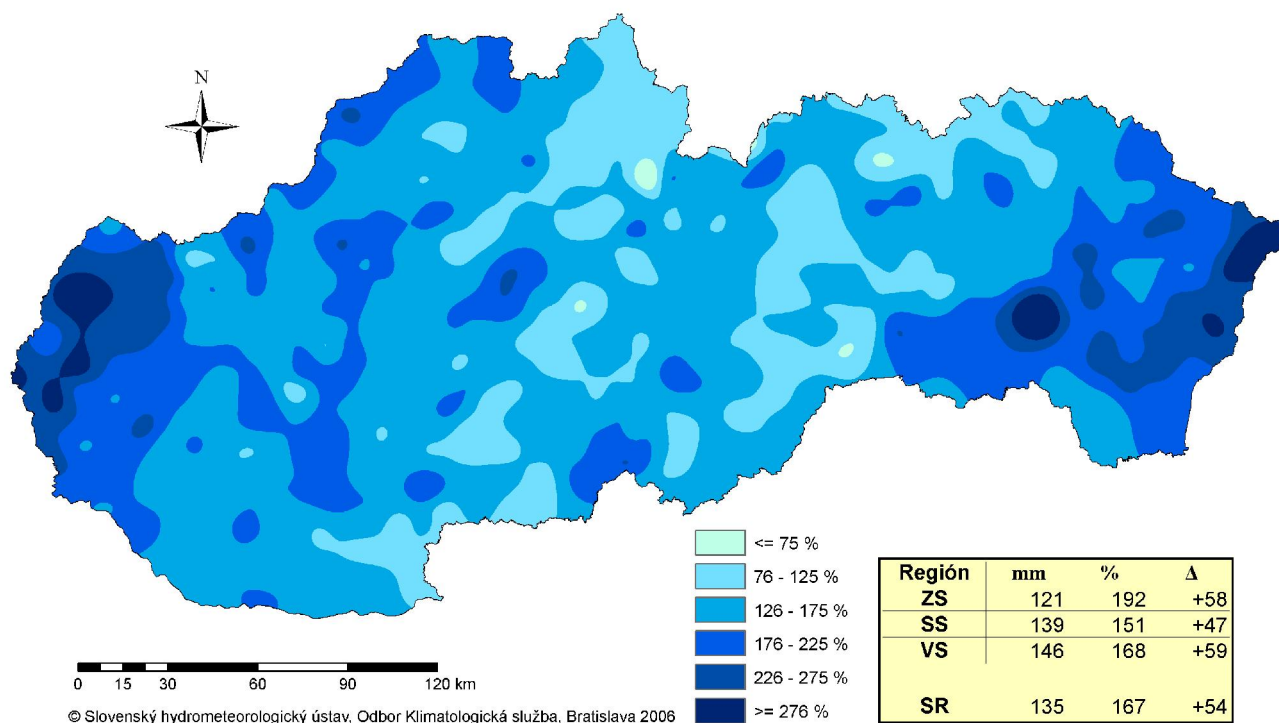 N
<= 75 %
76 - 125 %
126 - 175 %
176 - 225 %
226 - 275 %
>= 276 %
Región mm % Δ
ZS 121 192 +58
SS 139 151 +47
VS 146 168 +59
SR 135 167 +54
0 15 30 60 90 120 km
© Slovenský hydrometeorologický ústav, Odbor Klimatologická služba, Bratislava 2006